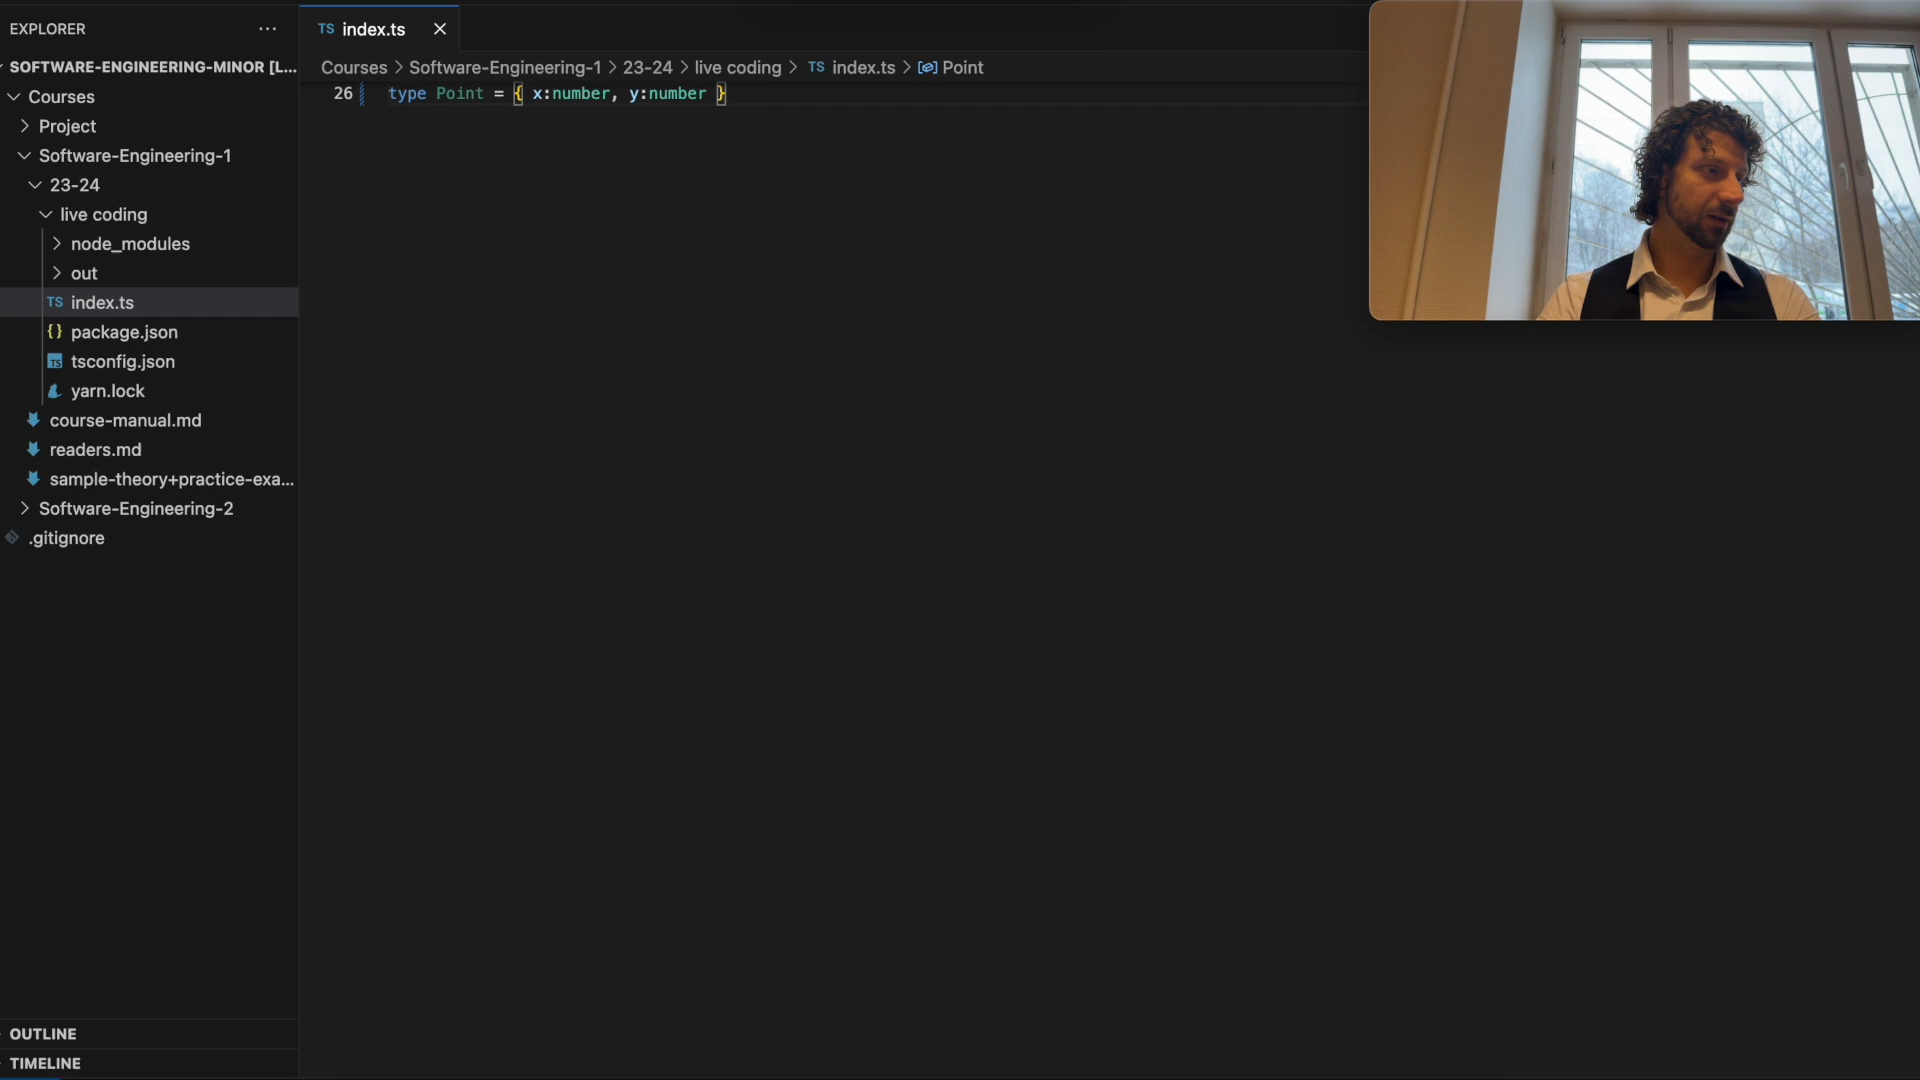 EXPLORER
SOFTWARE-ENGINEERING-MINOR [L...
Courses
Project
Software-Engineering-1
23-24
live coding
node_modules
out
TS index.ts
{} package.json
TS tsconfig.json
yarn.lock
course-manual.md
readers.md
sample-theory+practice-exa...
Software-Engineering-2
.gitignore
OUTLINE
TIMELINE
TS index.ts
Courses > Software-Engineering-1 > 23-24 > live coding > TS index.ts > Point
26 type Point = { x:number, y:number }